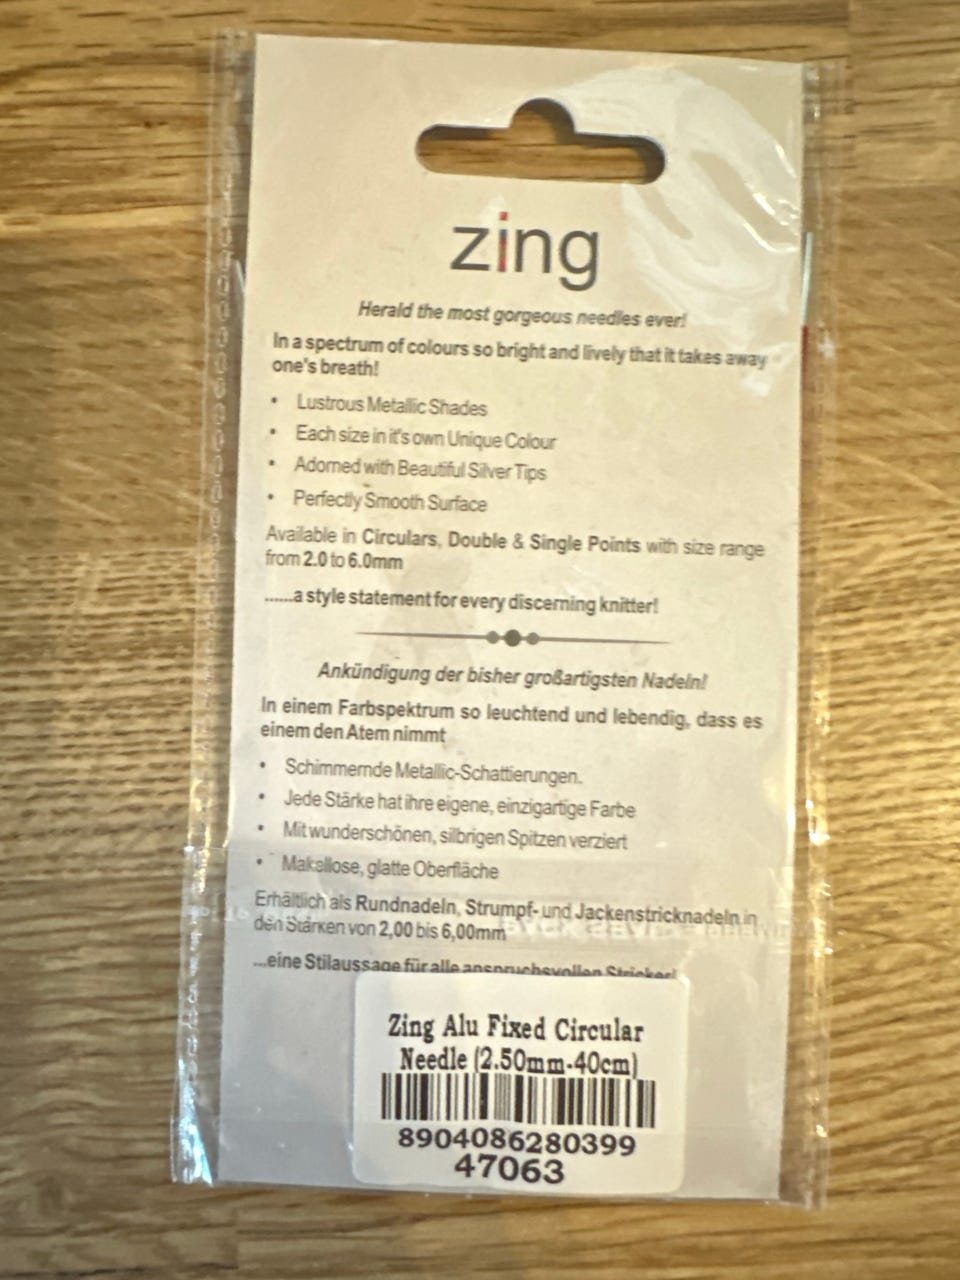 zing
Herald the most gorgeous needles ever!
In a spectrum of colours so bright and lively that it takes away
one's breath!
• Lustrous Metallic Shades
• Each size in it's own Unique Colour
• Adorned with Beautiful Silver Tips
• Perfectly Smooth Surface
Available in Circulars, Double & Single Points with size range
from 2.0 to 6.0mm
......a style statement for every discerning knitter!
Ankündigung der bisher großartigsten Nadeln!
In einem Farbspektrum so leuchtend und lebendig, dass es
einem den Atem nimmt
• Schimmernde Metallic-Schattierungen.
• Jede Stärke hat ihre eigene, einzigartige Farbe
• Mit wunderschönen, silbrigen Spitzen verziert
• Makellose, glatte Oberfläche
Erhältlich als Rundnadeln, Strumpf- und Jackenstricknadeln in
den Stärken von 2,00 bis 6,00mm
...eine Stilaussage für alle anspruchsvollen Stricker!
Zing Alu Fixed Circular
Needle (2.50mm-40cm)
8904086280399
47063